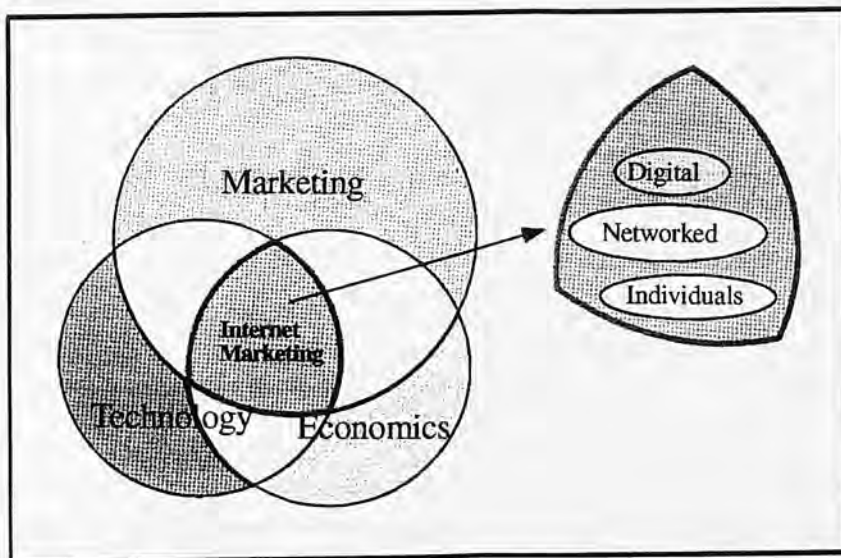 Marketing
Internet
Marketing
Technology
Economics
Digital
Networked
Individuals